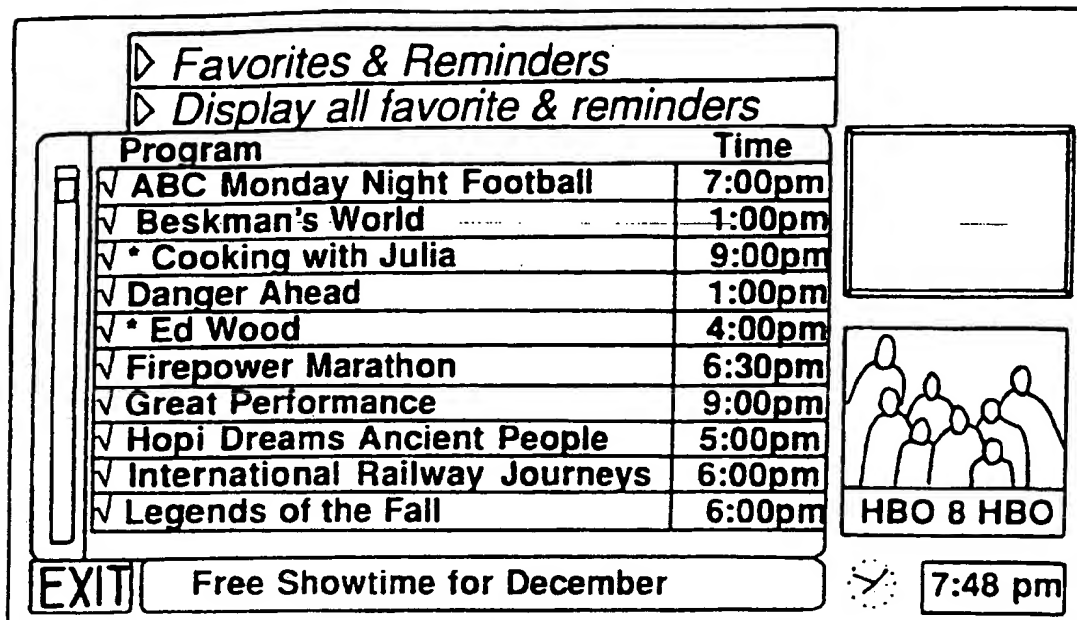 ▷ Favorites & Reminders
▷ Display all favorite & reminders
Program Time
√ ABC Monday Night Football 7:00pm
√ Beskman's World 1:00pm
√ * Cooking with Julia 9:00pm
√ Danger Ahead 1:00pm
√ * Ed Wood 4:00pm
√ Firepower Marathon 6:30pm
√ Great Performance 9:00pm
√ Hopi Dreams Ancient People 5:00pm
√ International Railway Journeys 6:00pm
√ Legends of the Fall 6:00pm
HBO 8 HBO
EXIT Free Showtime for December 7:48 pm